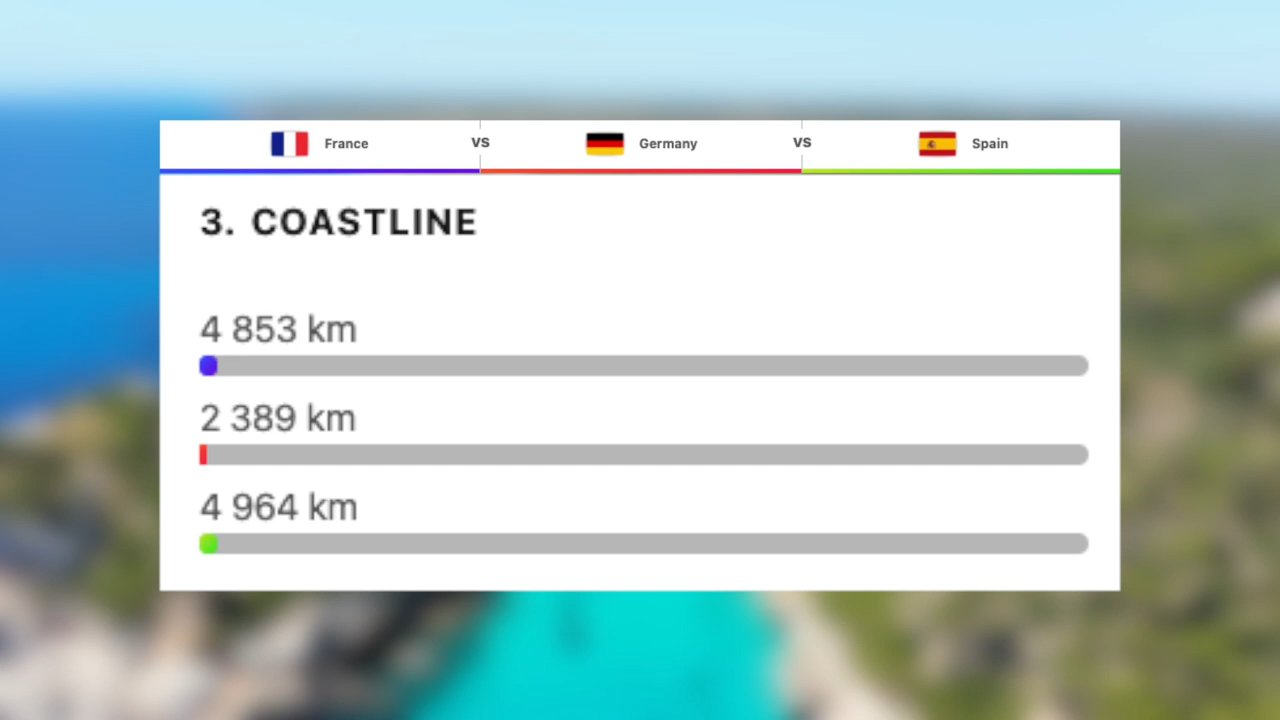 France VS Germany VS Spain
3. COASTLINE
4 853 km
2 389 km
4 964 km